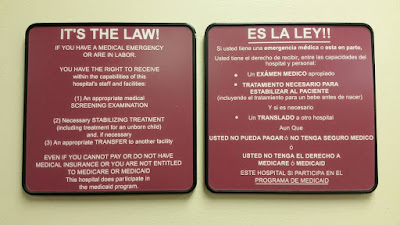 IT'S THE LAW!
IF YOU HAVE A MEDICAL EMERGENCY
OR ARE IN LABOR.
YOU HAVE THE RIGHT TO RECEIVE
within the capabilities of this
hospital's staff and facilities:
(1) An appropriate medical
SCREENING EXAMINATION
(2) Necessary STABILIZING TREATMENT
(including treatment for an unborn child)
and, if necessary
(3) An appropriate TRANSFER to another facility
EVEN IF YOU CANNOT PAY OR DO NOT HAVE
MEDICAL INSURANCE OR YOU ARE NOT ENTITLED
TO MEDICARE OR MEDICAID
This hospital does participate in
the medicaid program.
ES LA LEY!!
Si usted tiene una emergencia médica o esta en parto,
Usted tiene el derecho de recibir, entre las capacidades del
hospital y personal:
• Un EXÁMEN MEDICO apropiado
• TRATAMIENTO NECESARIO PARA
ESTABILIZAR AL PACIENTE
(incluyendo el tratamiento para un bebe antes de nacer)
Y si es necesario
• Un TRANSLADO a otro hospital
Aun Que
USTED NO PUEDA PAGAR ó NO TENGA SEGURO MEDICO
ò
USTED NO TENGA EL DERECHO A
MEDICARE ó MEDICAID
ESTE HOSPITAL SI PARTICIPA EN EL
PROGRAMA DE MEDICAID